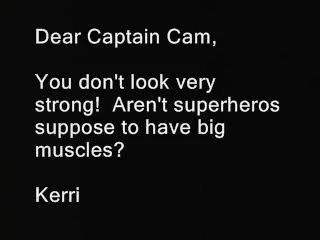 Dear Captain Cam,
You don't look very
strong! Aren't superheros
suppose to have big
muscles?
Kerri